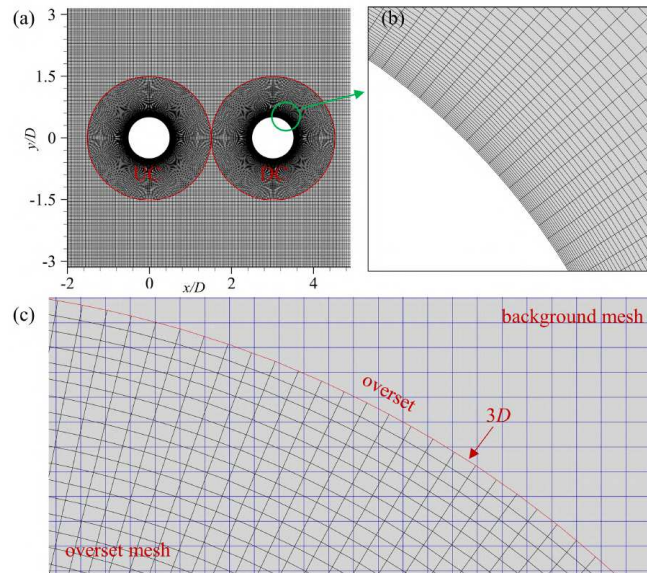 (a)
(b)
3
1.5
0
-1.5
-3
y/D
UC
DC
-2
0
2
4
x/D
(c)
background mesh
overset
3D
overset mesh